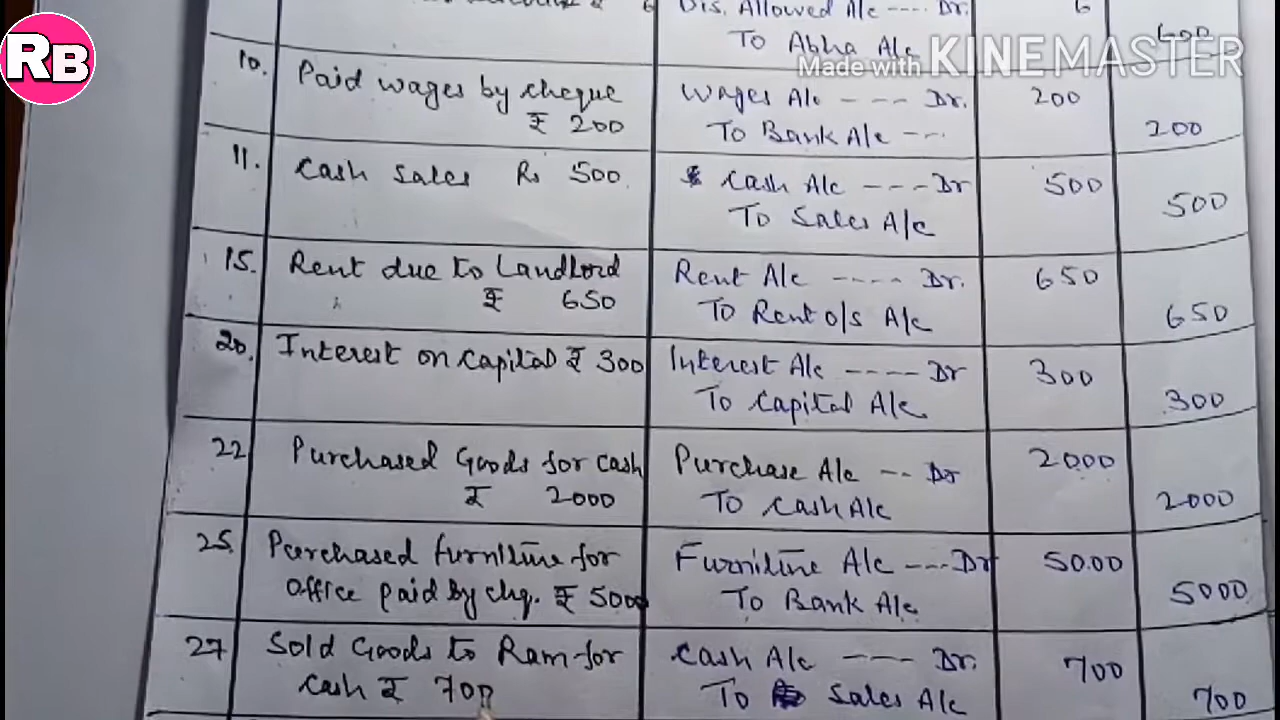 RB
Made with KINEMASTER
6 Dis. Allowed A/c ---- Dr. 6
To Abha A/c 600
10. Paid wages by cheque Wages A/c ---- Dr. 200
₹ 200 To Bank A/c --- 200
11. Cash Sales Rs 500 Cash A/c ---- Dr 500
To Sales A/c 500
15. Rent due to Landlord Rent A/c ---- Dr. 650
₹ 650 To Rent o/s A/c 650
20. Interest on Capital ₹ 300 Interest A/c ---- Dr 300
To Capital A/c 300
22 Purchased Goods for Cash Purchase A/c -- Dr 2000
₹ 2000 To Cash A/c 2000
25. Purchased furniture for Furniture A/c --- Dr 5000
office paid by chq. ₹ 5000 To Bank A/c 5000
27 Sold Goods to Ram for Cash A/c --- Dr. 700
Cash ₹ 700 To Sales A/c 700